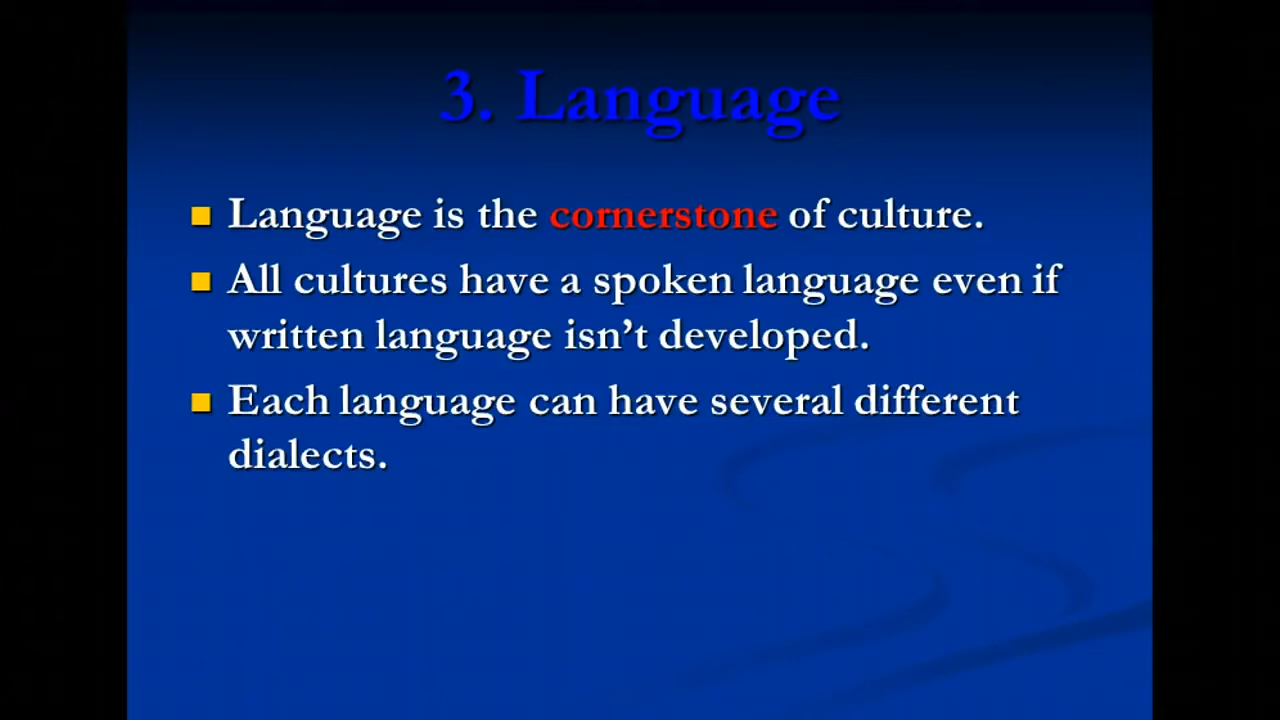 3. Language
Language is the cornerstone of culture.
All cultures have a spoken language even if
written language isn’t developed.
Each language can have several different
dialects.